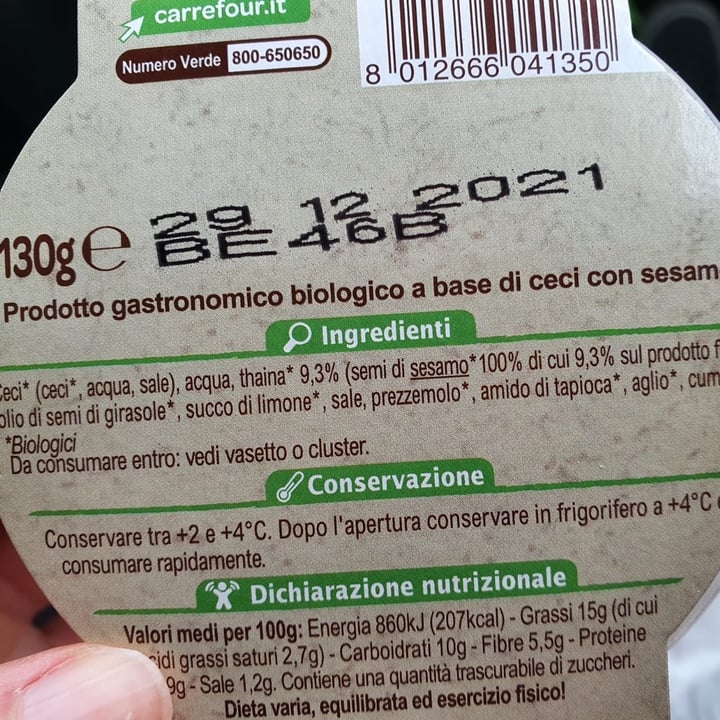 carrefour.it
Numero Verde 800-650650
8 012666 041350
29 12 2021
130g e BE 46B
Prodotto gastronomico biologico a base di ceci con sesam
Ingredienti
Ceci* (ceci*, acqua, sale), acqua, thaina* 9,3% (semi di sesamo*100% di cui 9,3% sul prodotto f
olio di semi di girasole*, succo di limone*, sale, prezzemolo*, amido di tapioca*, aglio*, cum
*Biologici
Da consumare entro: vedi vasetto o cluster.
Conservazione
Conservare tra +2 e +4°C. Dopo l'apertura conservare in frigorifero a +4°C
consumare rapidamente.
Dichiarazione nutrizionale
Valori medi per 100g: Energia 860kJ (207kcal) - Grassi 15g (di cui
cidi grassi saturi 2,7g) - Carboidrati 10g - Fibre 5,5g - Proteine
9g - Sale 1,2g. Contiene una quantità trascurabile di zuccheri.
Dieta varia, equilibrata ed esercizio fisico!